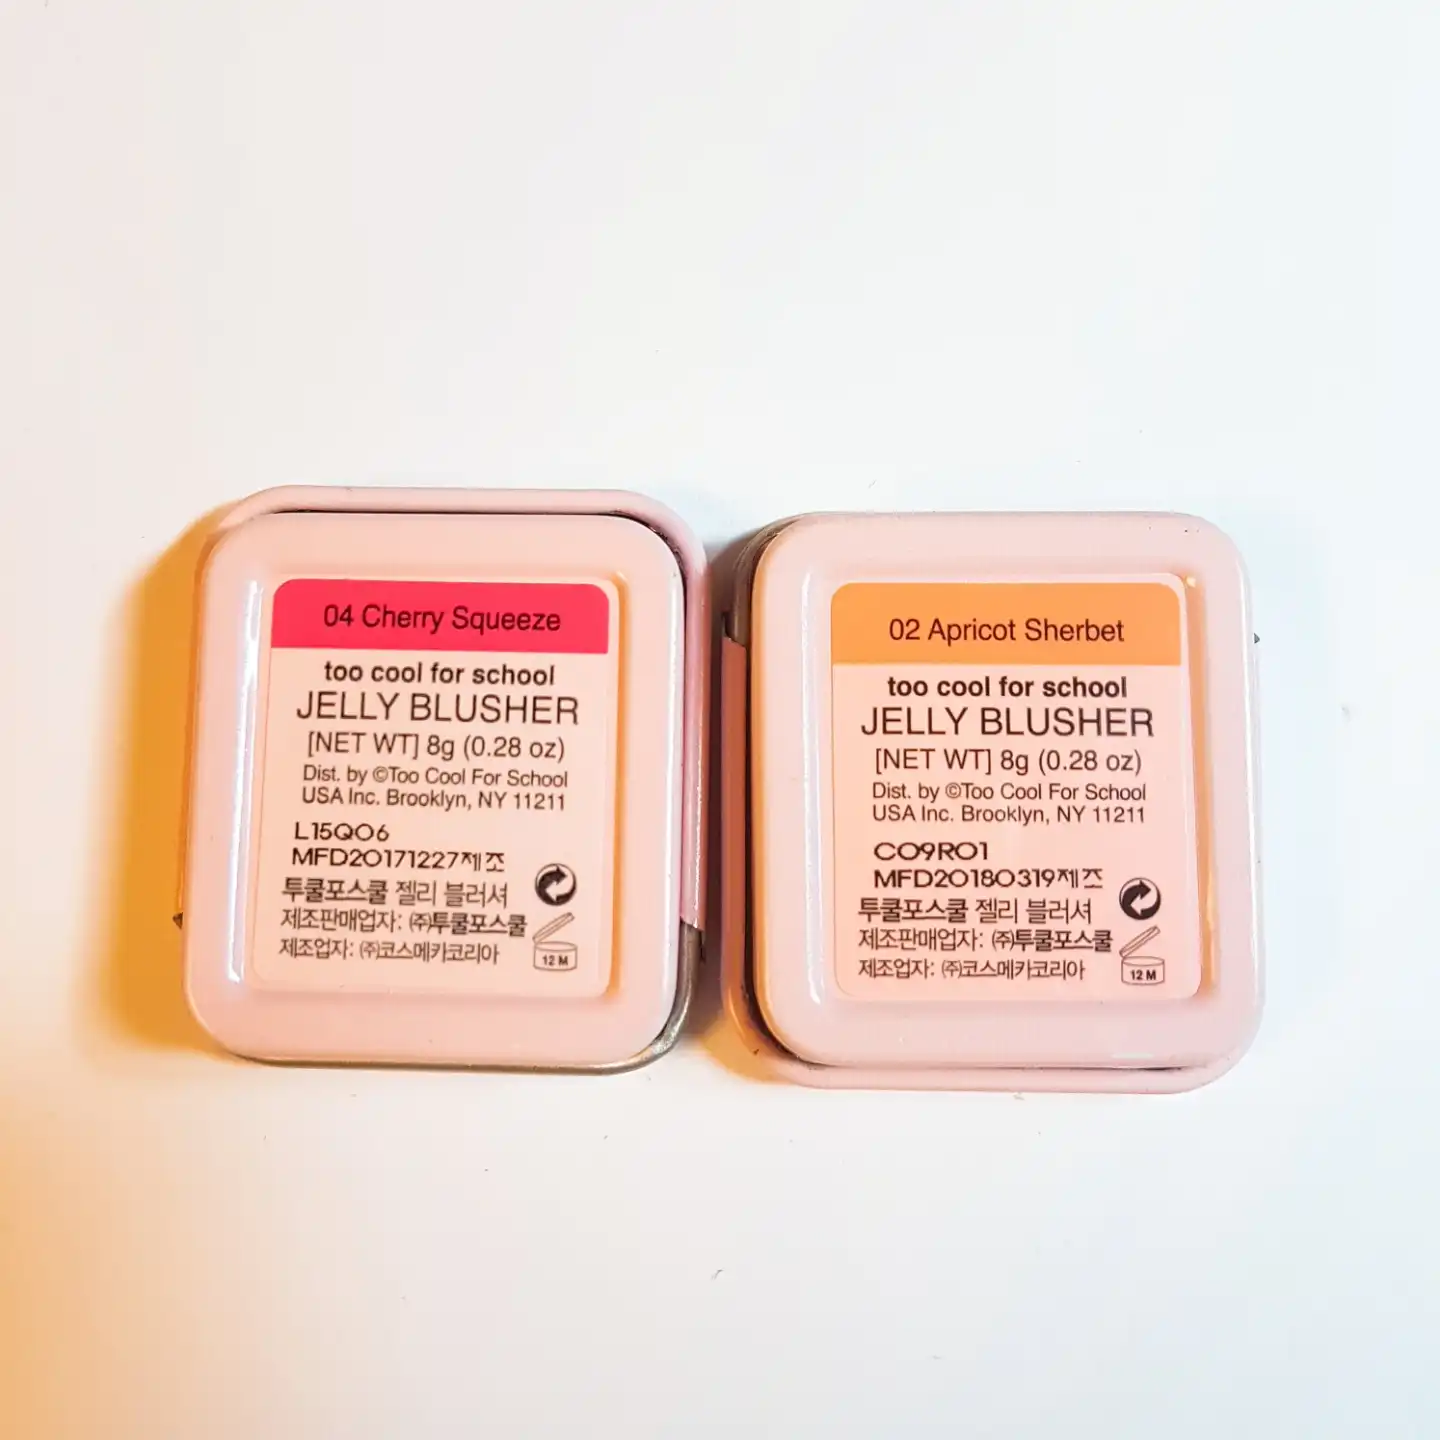 04 Cherry Squeeze
too cool for school
JELLY BLUSHER
[NET WT] 8g (0.28 oz)
Dist. by ©Too Cool For School
USA Inc. Brooklyn, NY 11211
L15Q06
MFD20171227제조
투쿨포스쿨 젤리 블러셔
제조판매업자: ㈜투쿨포스쿨
제조업자: ㈜코스메카코리아
12 M
02 Apricot Sherbet
too cool for school
JELLY BLUSHER
[NET WT] 8g (0.28 oz)
Dist. by ©Too Cool For School
USA Inc. Brooklyn, NY 11211
C09R01
MFD20180319제조
투쿨포스쿨 젤리 블러셔
제조판매업자: ㈜투쿨포스쿨
제조업자: ㈜코스메카코리아
12 M